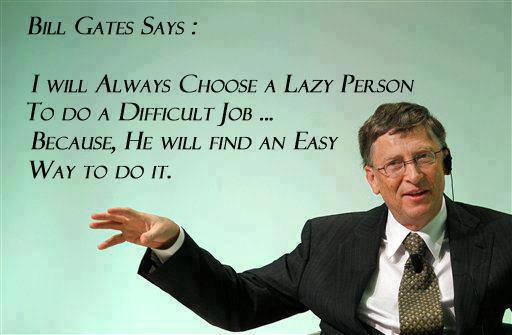 Bill Gates Says :
I will Always Choose a Lazy Person
To do a Difficult Job ...
Because, He will find an Easy
Way to do it.